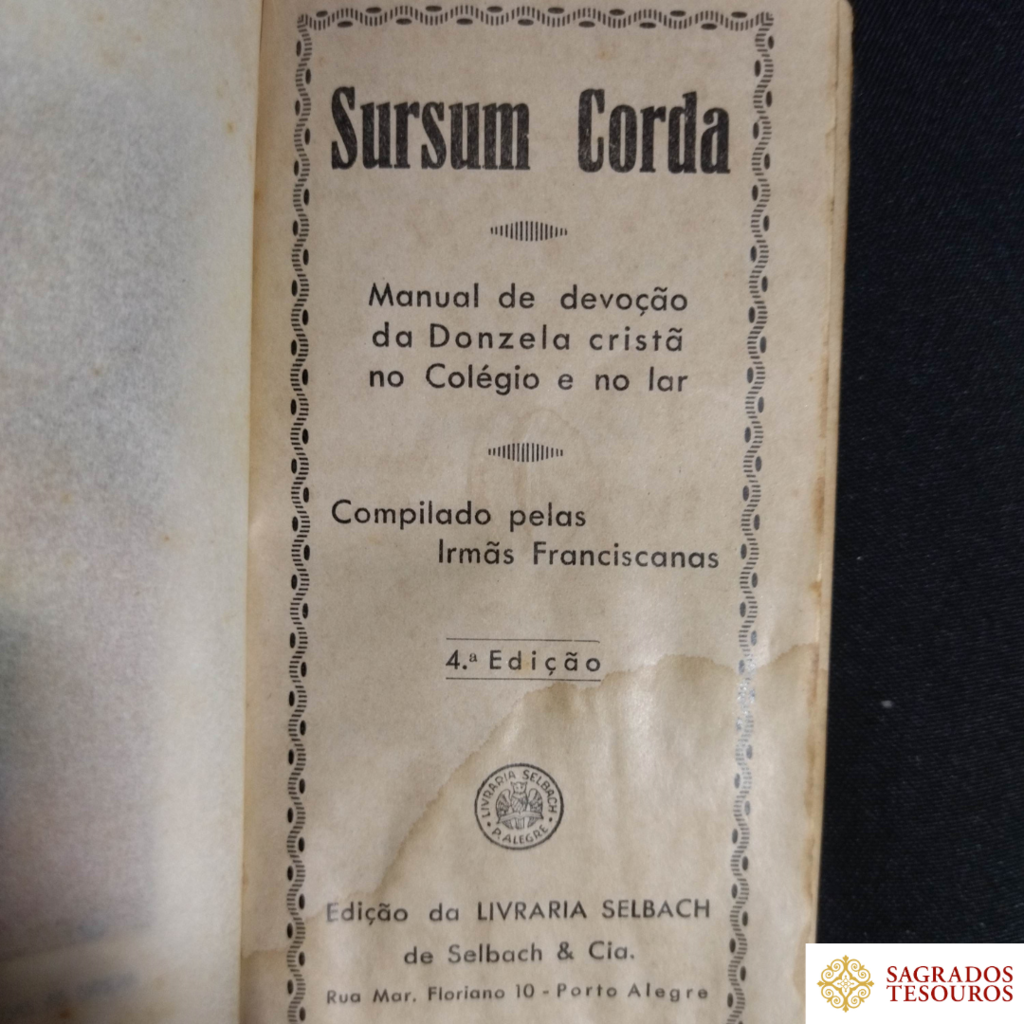 Sursum Corda
Manual de devoção
da Donzela cristã
no Colégio e no lar
Compilado pelas
Irmãs Franciscanas
4.ª Edição
LIVRARIA SELBACH
P. ALEGRE
Edição da LIVRARIA SELBACH
de Selbach & Cia.
Rua Mar. Floriano 10 - Porto Alegre
SAGRADOS
TESOUROS